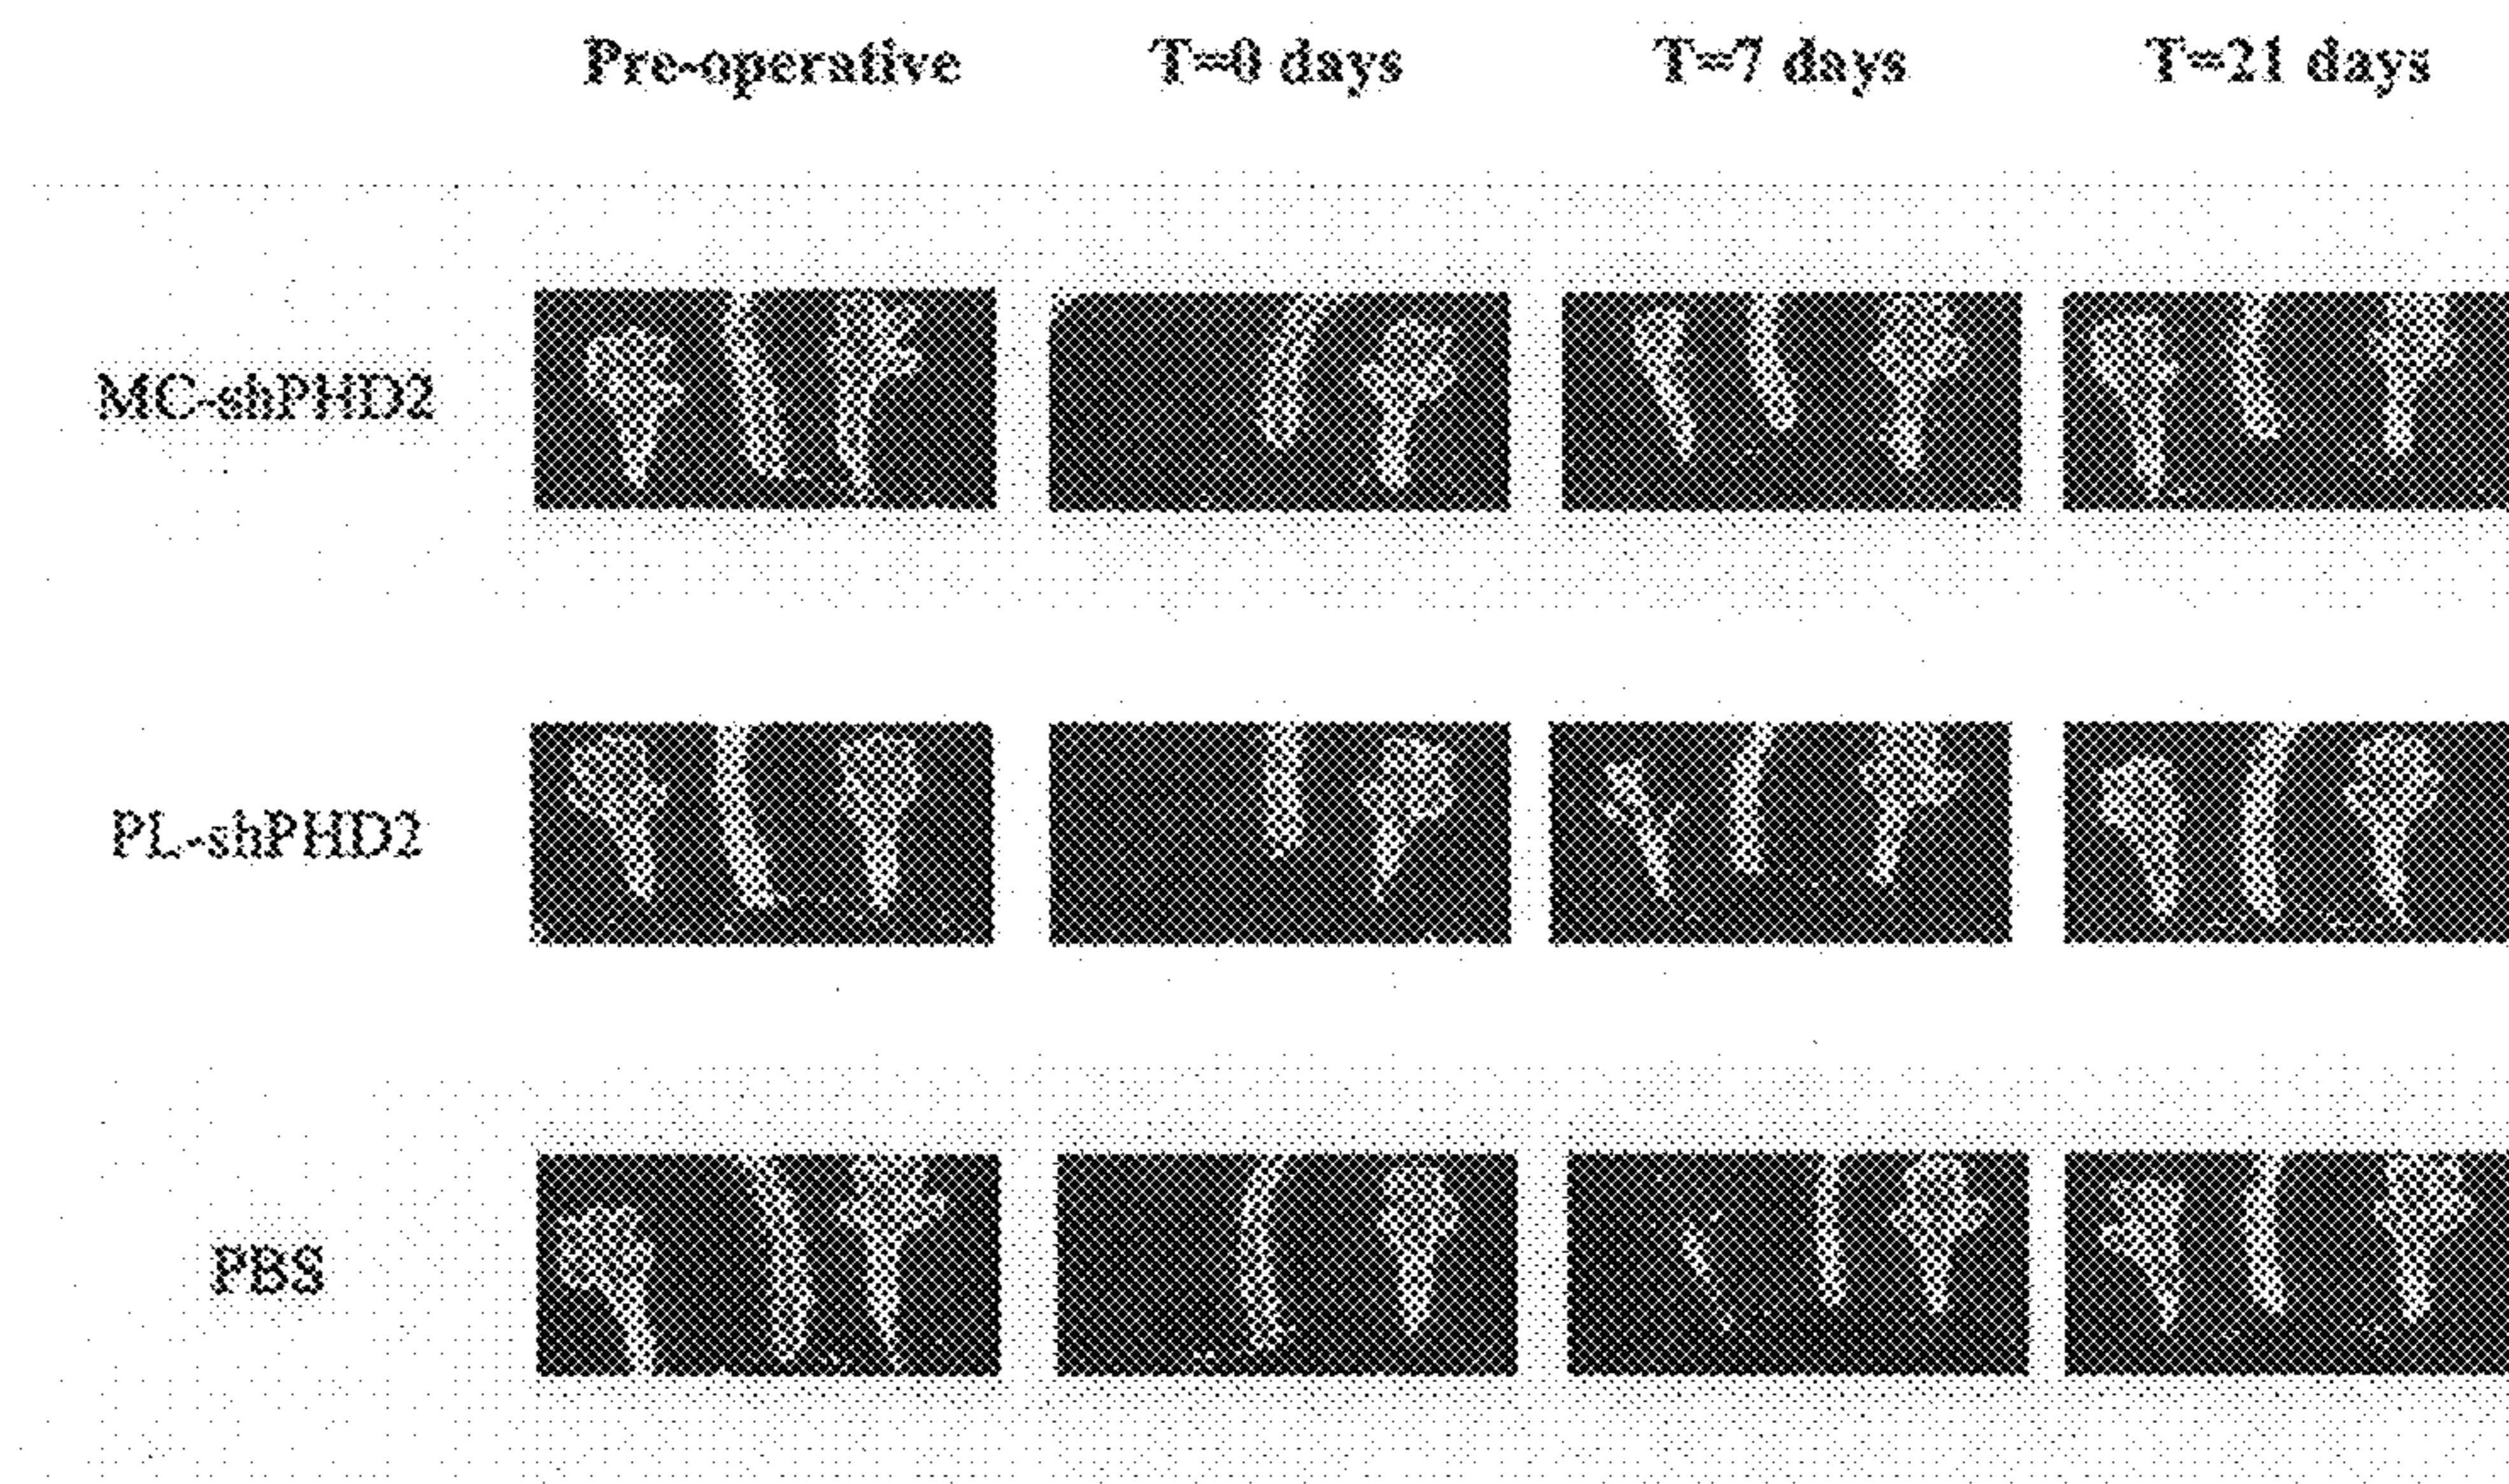 Pre-operative T=0 days T=7 days T=21 days
MC-shPHD2
PL-shPHD2
PBS